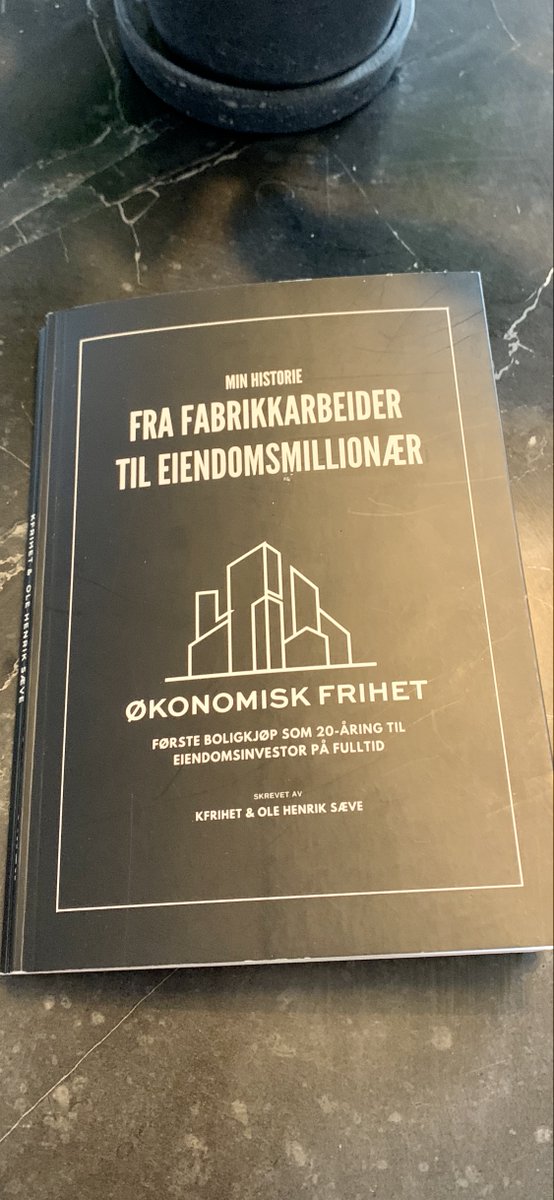 MIN HISTORIE
FRA FABRIKKARBEIDER
TIL EIENDOMSMILLIONÆR
ØKONOMISK FRIHET
FØRSTE BOLIGKJØP SOM 20-ÅRING TIL
EIENDOMSINVESTOR PÅ FULLTID
SKREVET AV
KFRIHET & OLE HENRIK SÆVE
KFRIHET & OLE HENRIK SÆVE